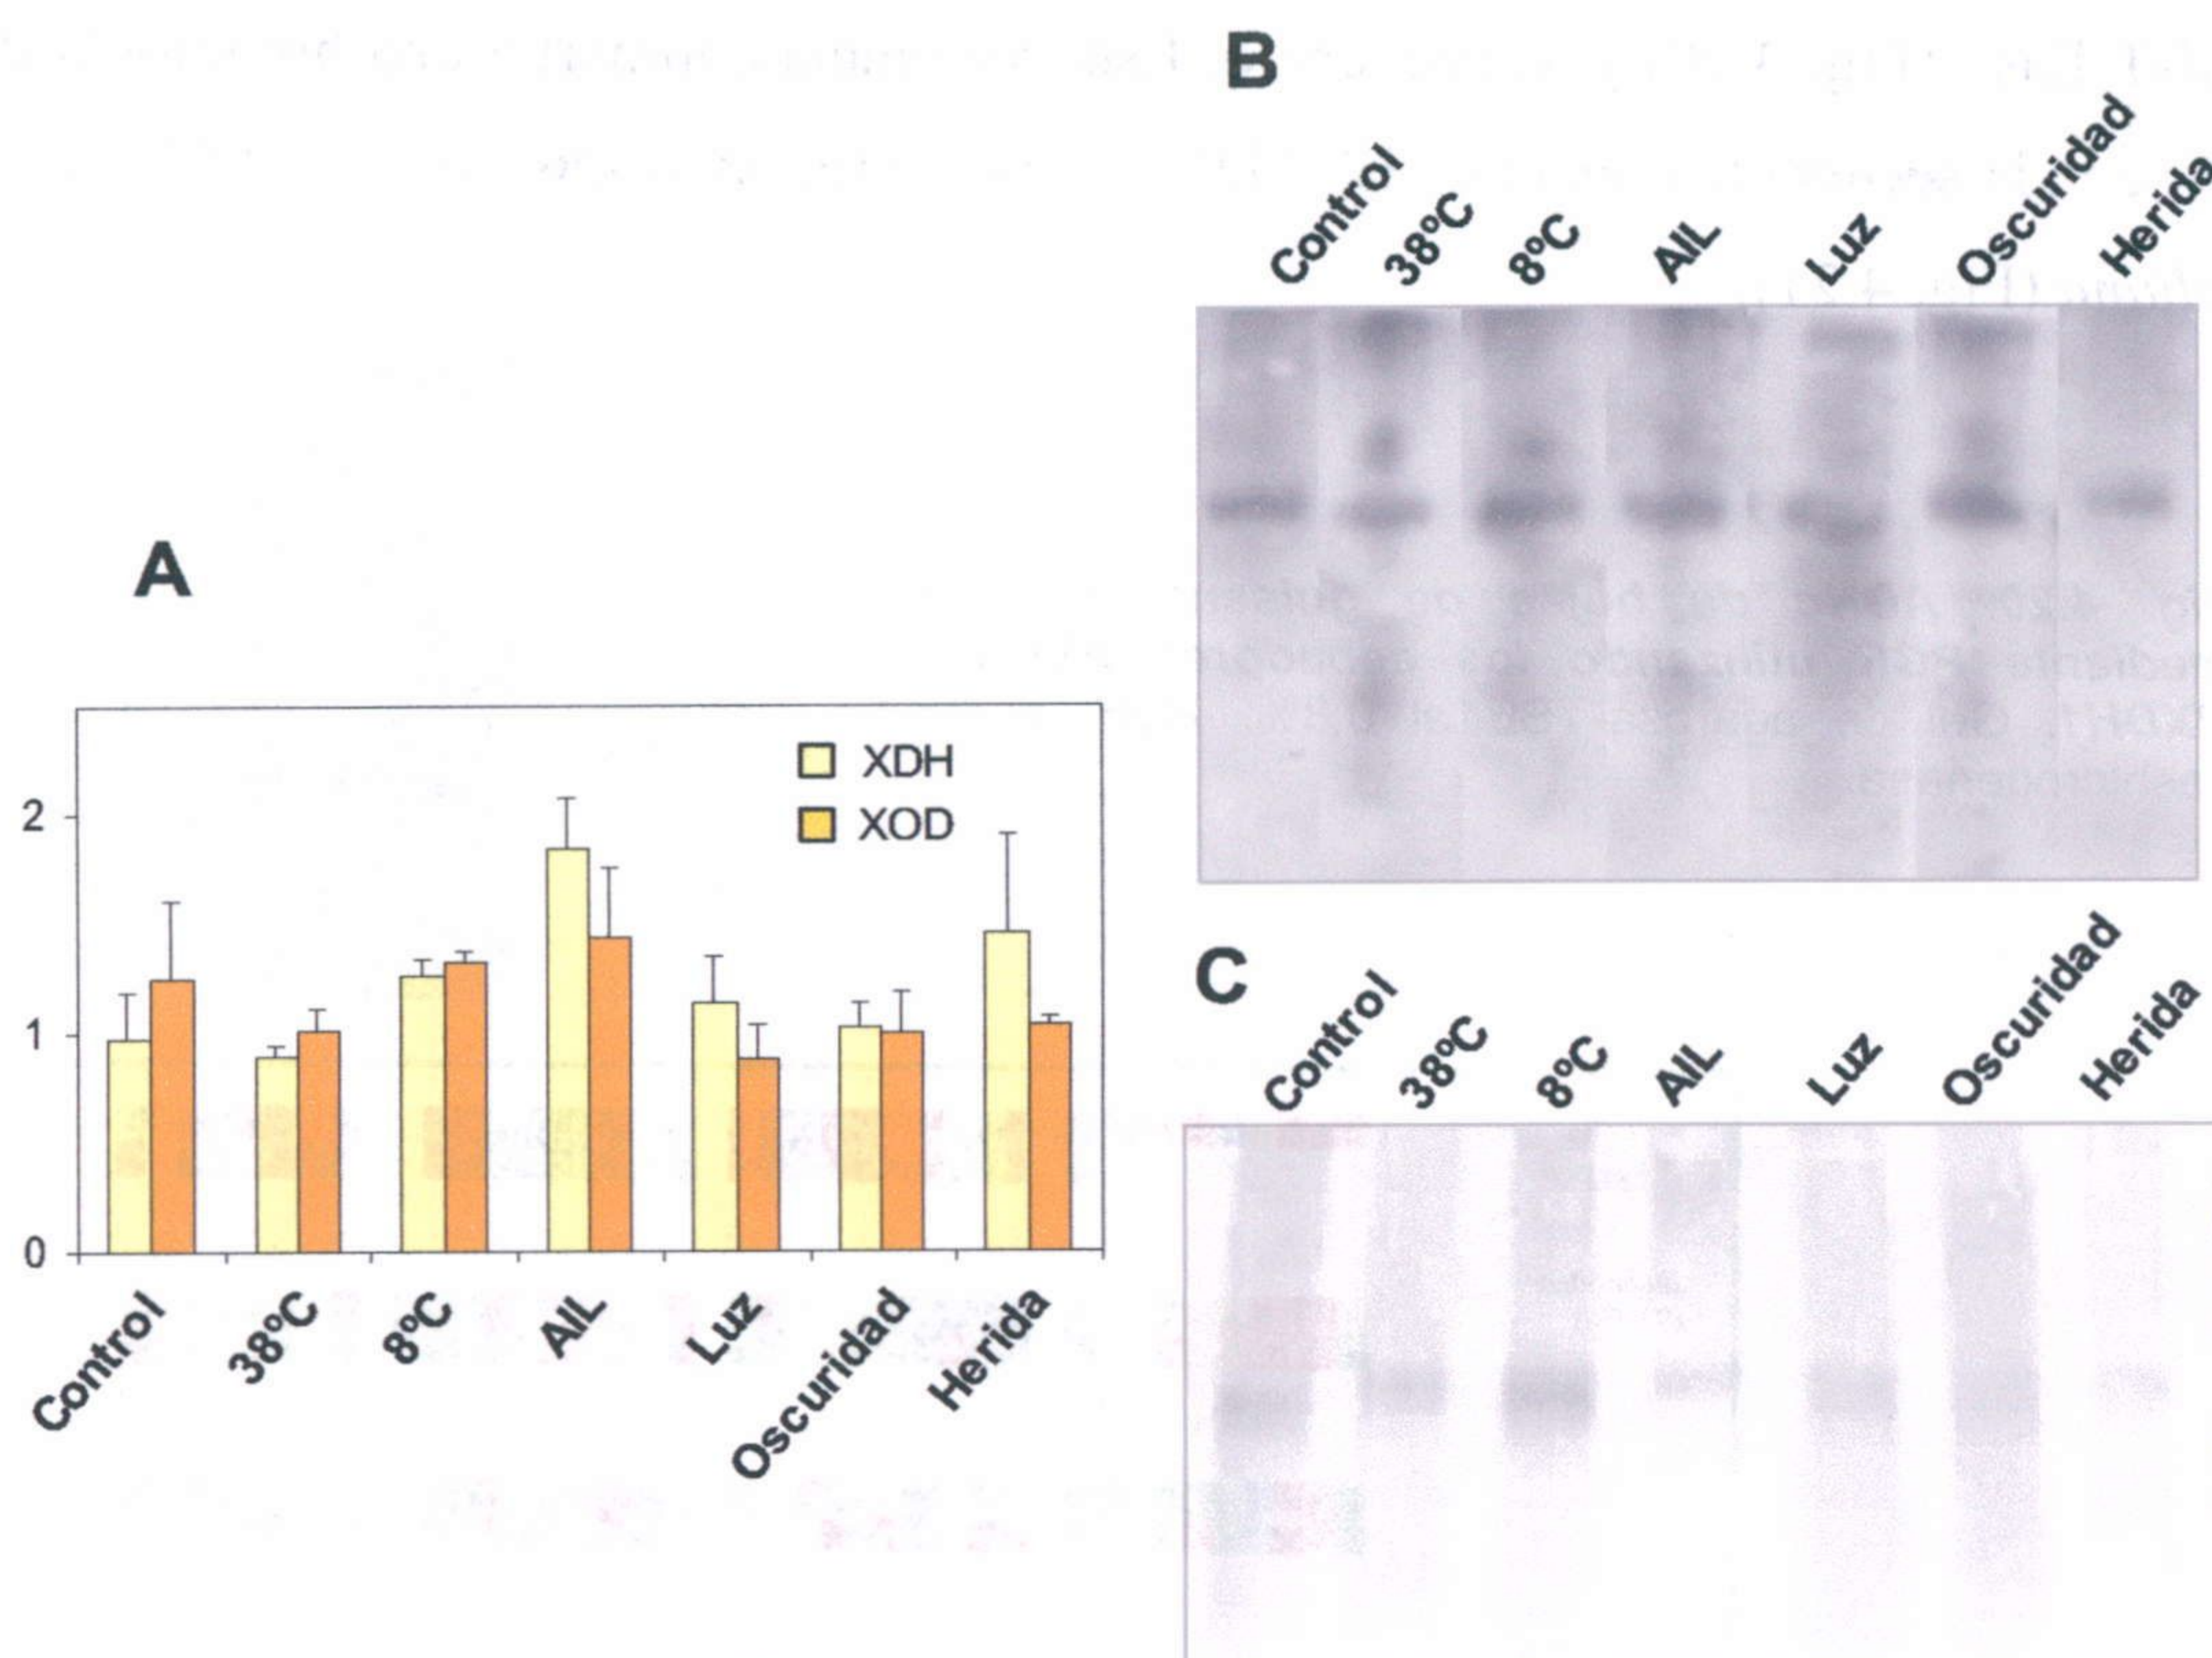 A
XDH
XOD
2
1
0
Control
38ºC
8ºC
AIL
Luz
Oscuridad
Herida
B
Control
38ºC
8ºC
AIL
Luz
Oscuridad
Herida
C
Control
38ºC
8ºC
AIL
Luz
Oscuridad
Herida